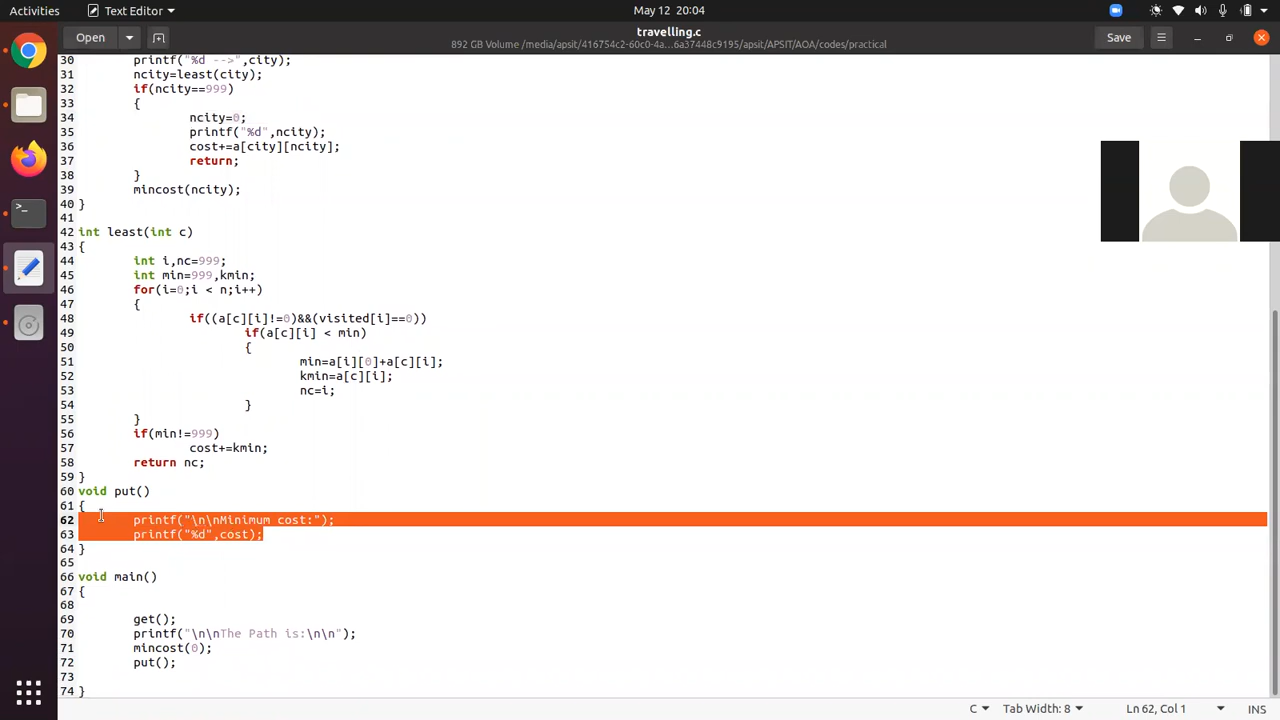 Activities
Text Editor
May 12 20:04
Open
travelling.c
892 GB Volume /media/apsit/416754c2-60c0-4a...6a37448c9195/apsit/APSIT/AOA/codes/practical
Save
30 printf("%d -->",city);
31 ncity=least(city);
32 if(ncity==999)
33 {
34 ncity=0;
35 printf("%d",ncity);
36 cost+=a[city][ncity];
37 return;
38 }
39 mincost(ncity);
40 }
41
42 int least(int c)
43 {
44 int i,nc=999;
45 int min=999,kmin;
46 for(i=0;i < n;i++)
47 {
48 if((a[c][i]!=0)&&(visited[i]==0))
49 if(a[c][i] < min)
50 {
51 min=a[i][0]+a[c][i];
52 kmin=a[c][i];
53 nc=i;
54 }
55 }
56 if(min!=999)
57 cost+=kmin;
58 return nc;
59 }
60 void put()
61 {
62 printf("\n\nMinimum cost:");
63 printf("%d",cost);
64 }
65
66 void main()
67 {
68
69 get();
70 printf("\n\nThe Path is:\n\n");
71 mincost(0);
72 put();
73
74 }
C
Tab Width: 8
Ln 62, Col 1
INS